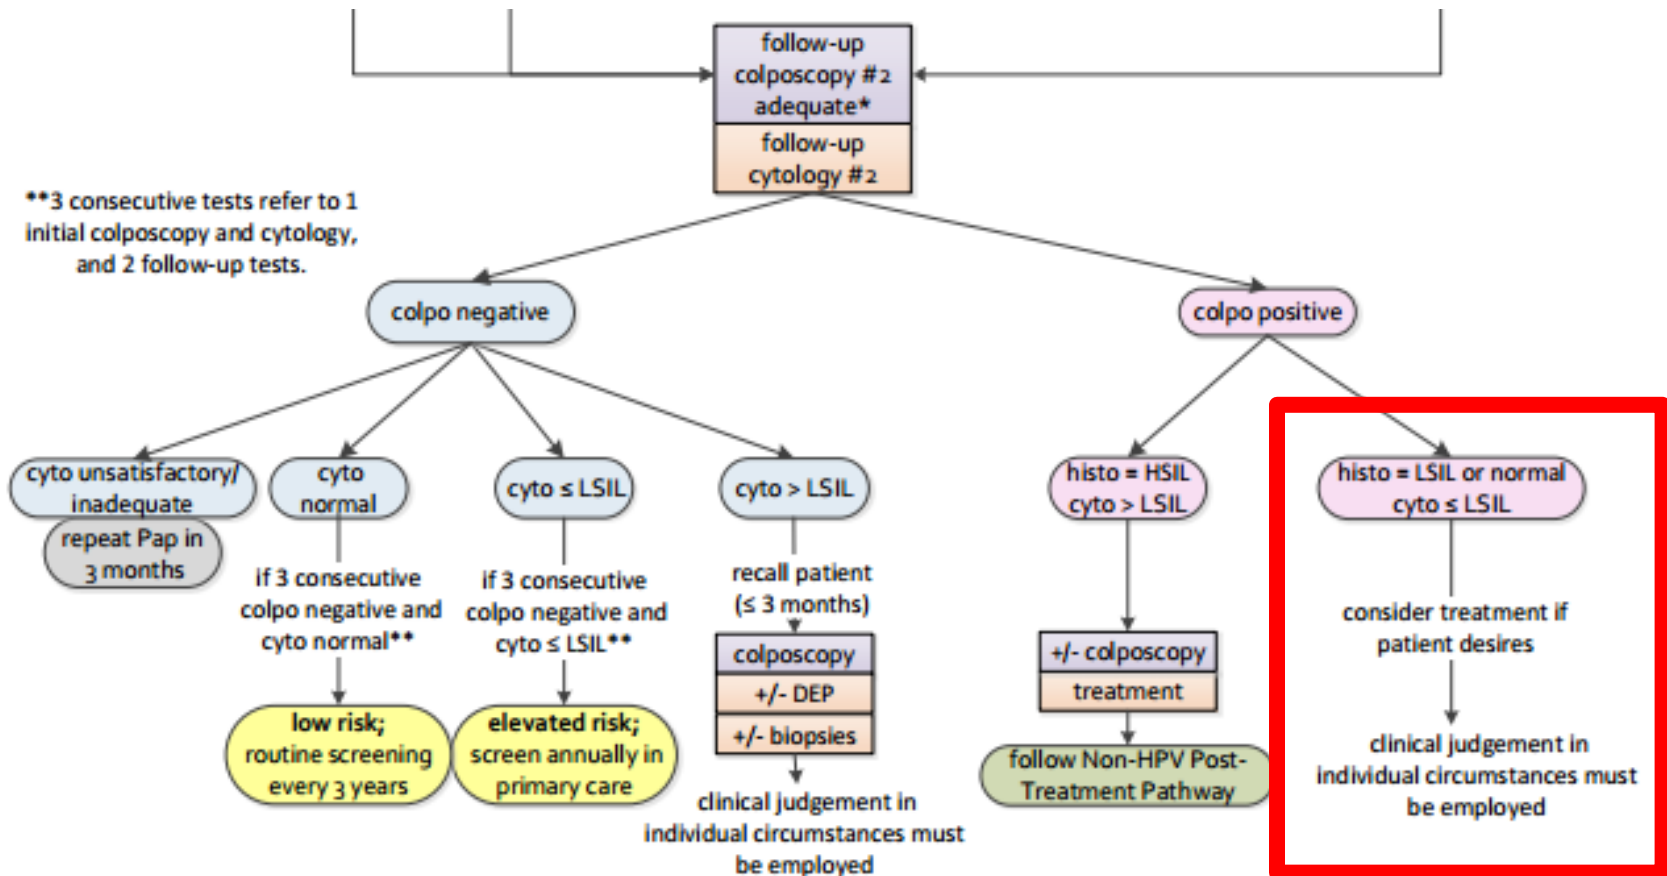 follow-up
colposcopy #2
adequate*
follow-up
cytology #2
**3 consecutive tests refer to 1
initial colposcopy and cytology,
and 2 follow-up tests.
colpo negative
colpo positive
cyto unsatisfactory/
inadequate
repeat Pap in
3 months
cyto
normal
if 3 consecutive
colpo negative and
cyto normal**
low risk;
routine screening
every 3 years
cyto ≤ LSIL
if 3 consecutive
colpo negative and
cyto ≤ LSIL**
elevated risk;
screen annually in
primary care
cyto > LSIL
recall patient
(≤ 3 months)
colposcopy
+/- DEP
+/- biopsies
clinical judgement in
individual circumstances must
be employed
histo = HSIL
cyto > LSIL
+/- colposcopy
treatment
follow Non-HPV Post-
Treatment Pathway
histo = LSIL or normal
cyto ≤ LSIL
consider treatment if
patient desires
clinical judgement in
individual circumstances must
be employed